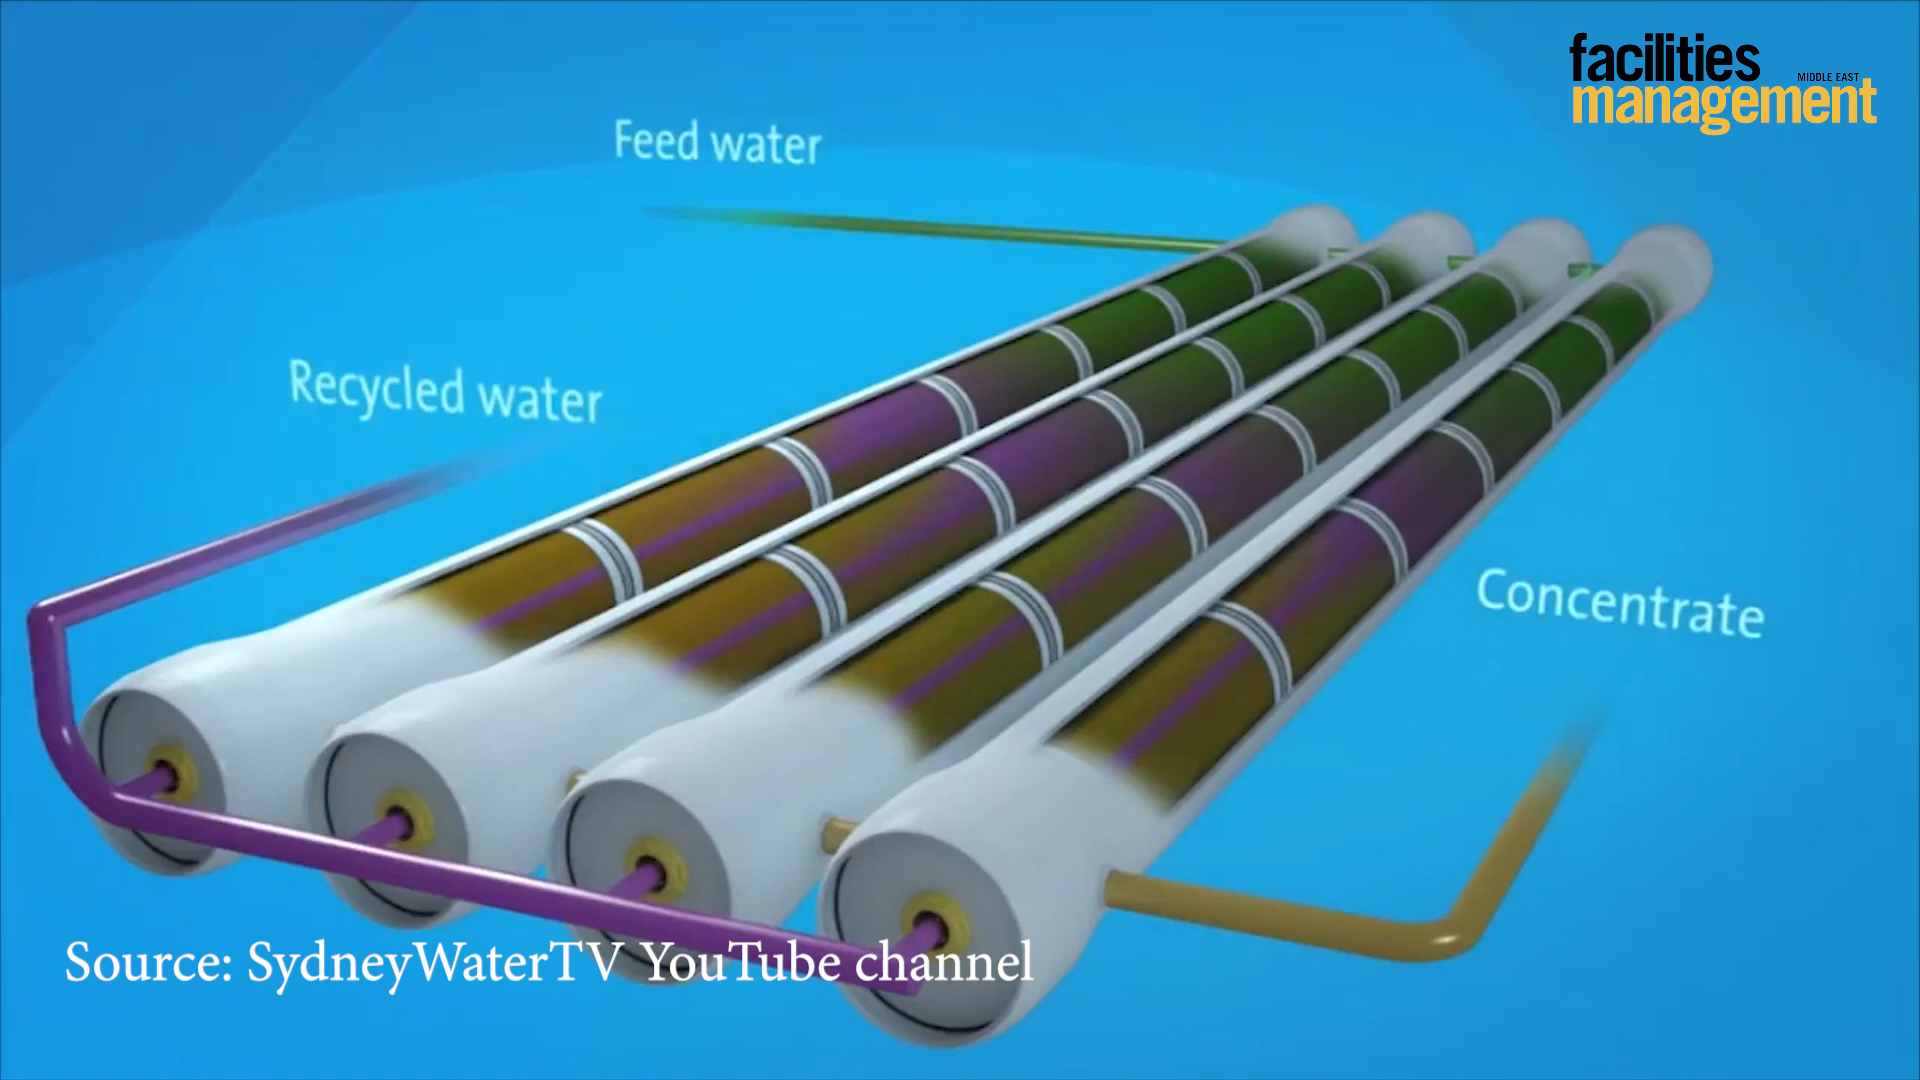 facilities
MIDDLE EAST
management
Feed water
Recycled water
Concentrate
Source: SydneyWaterTV YouTube channel